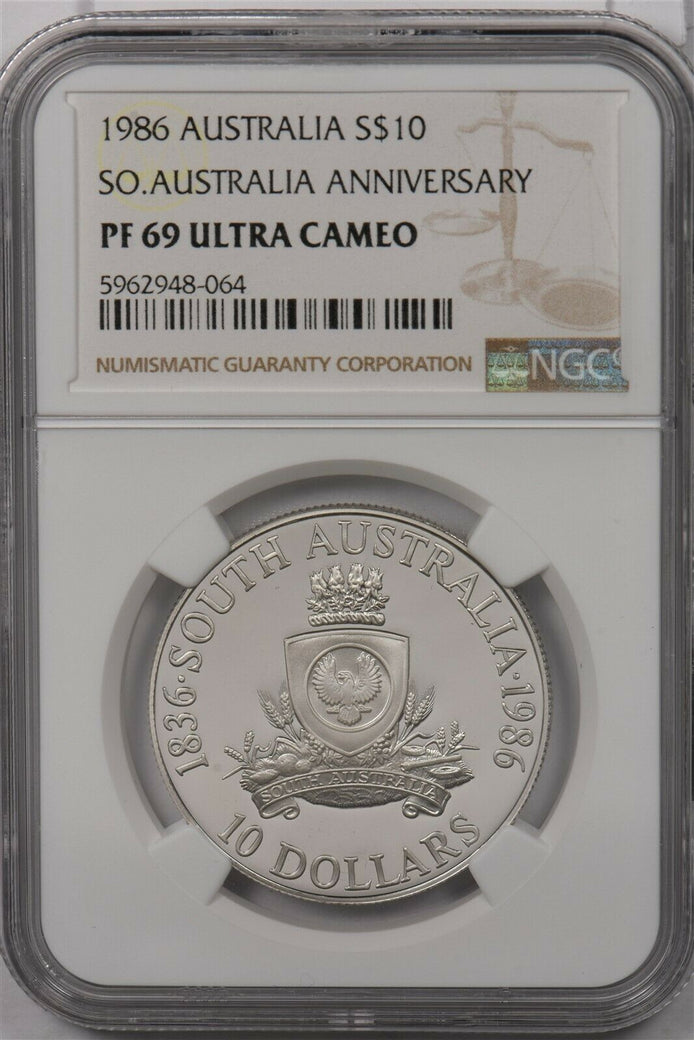 1986 AUSTRALIA S$10
SO.AUSTRALIA ANNIVERSARY
PF 69 ULTRA CAMEO
5962948-064
NUMISMATIC GUARANTY CORPORATION
NGC
1836·SOUTH AUSTRALIA·1986
SOUTH AUSTRALIA
10 DOLLARS